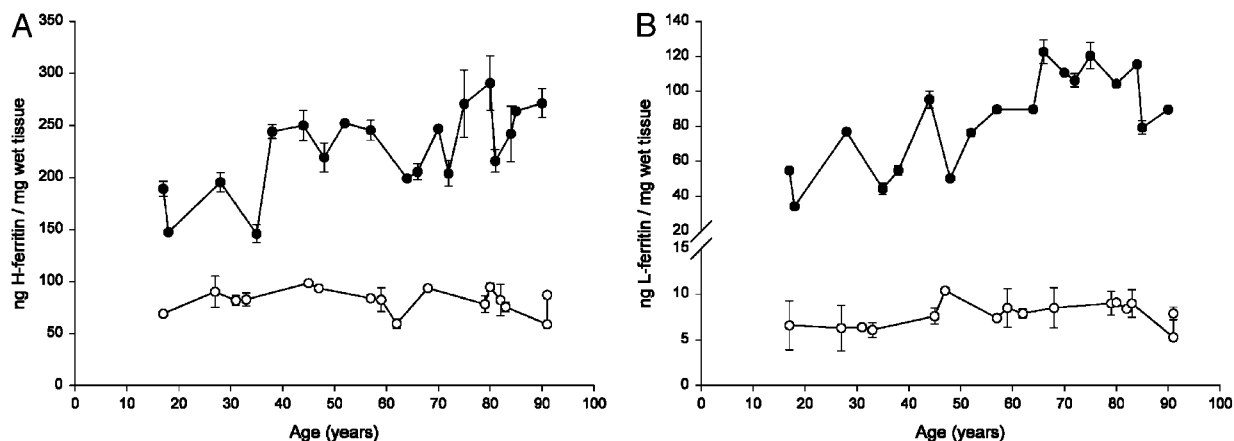 A
ng H-ferritin / mg wet tissue
350
300
250
200
150
100
50
0
0 10 20 30 40 50 60 70 80 90 100
Age (years)
B
ng L-ferritin / mg wet tissue
140
120
100
80
60
40
20
15
10
5
0
0 10 20 30 40 50 60 70 80 90 100
Age (years)